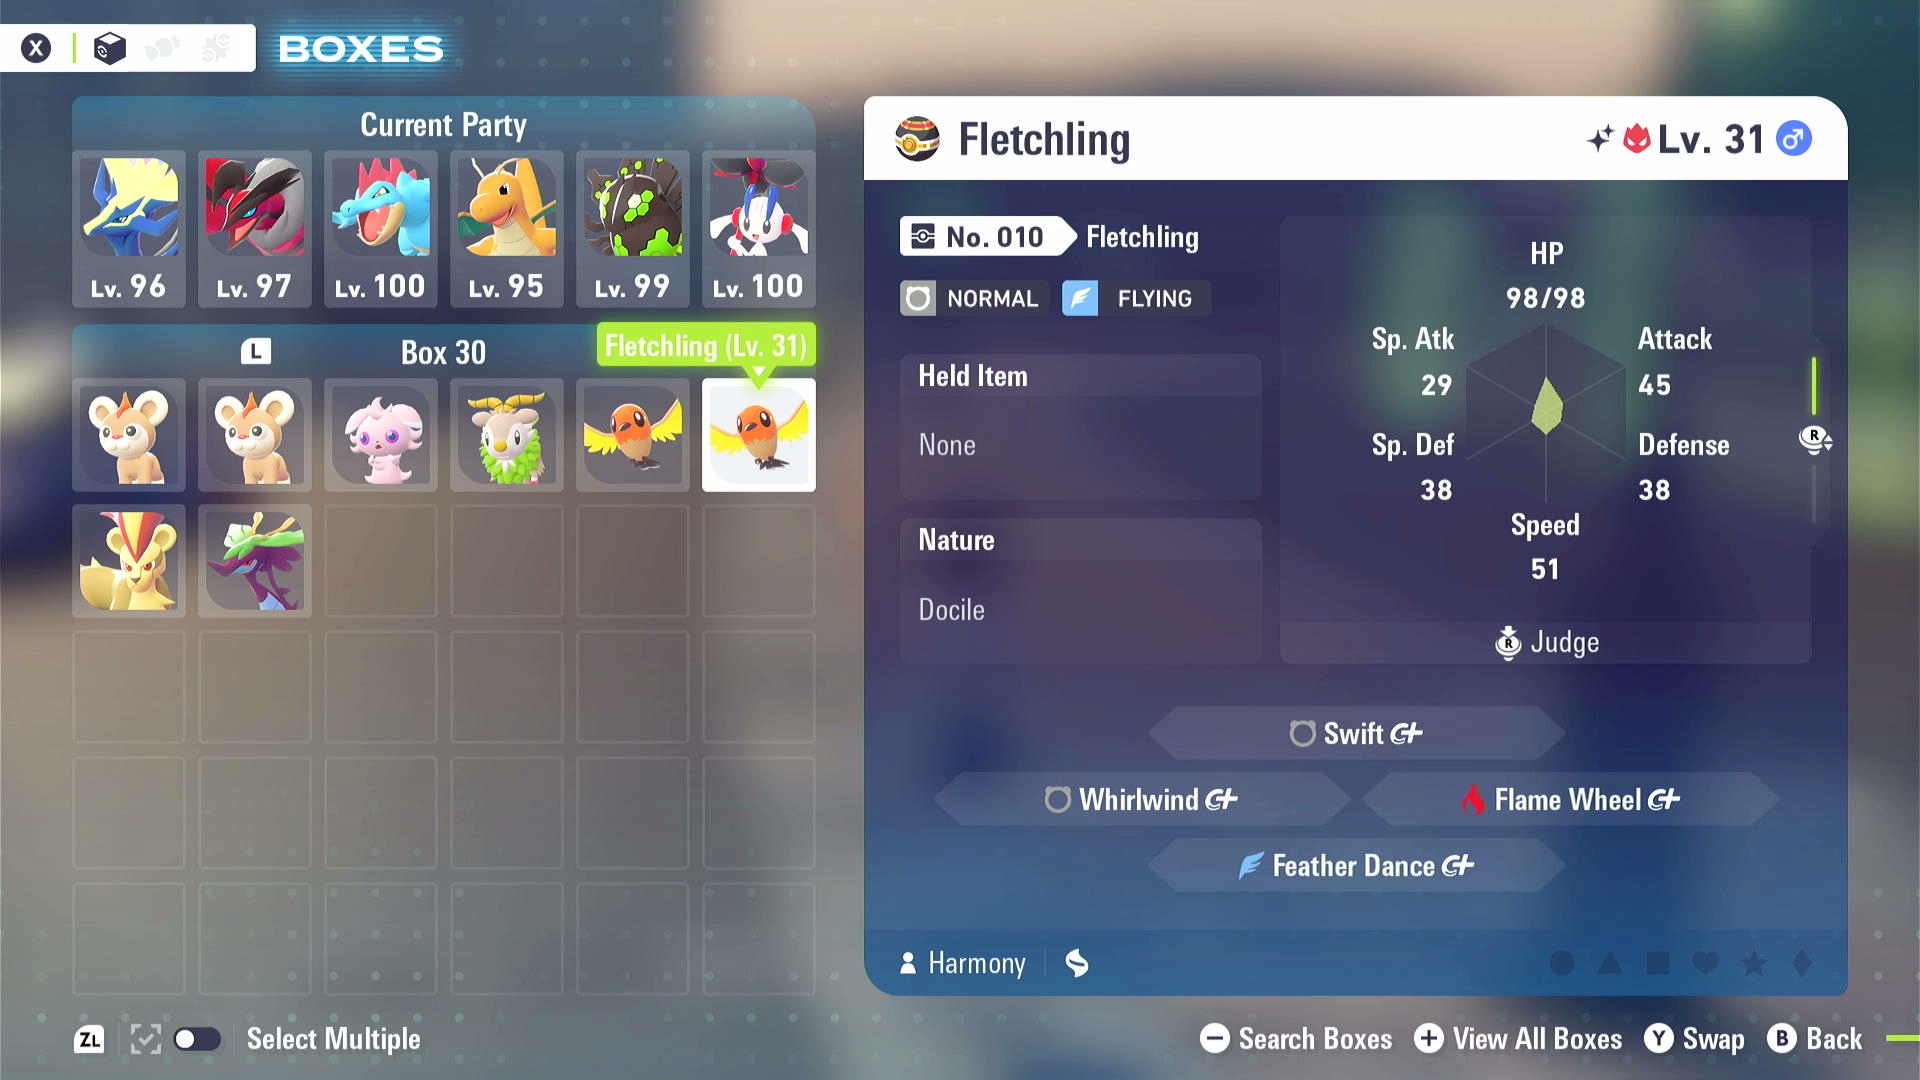 X BOXES
Current Party
Lv. 96 Lv. 97 Lv. 100 Lv. 95 Lv. 99 Lv. 100
L Box 30 Fletchling (Lv. 31)
Fletchling Lv. 31
No. 010 Fletchling
NORMAL FLYING
Held Item
None
Nature
Docile
HP
98/98
Sp. Atk
29
Attack
45
Sp. Def
38
Defense
38
Speed
51
R
R Judge
Swift
Whirlwind Flame Wheel
Feather Dance
Harmony
ZL Select Multiple
Search Boxes View All Boxes Y Swap B Back